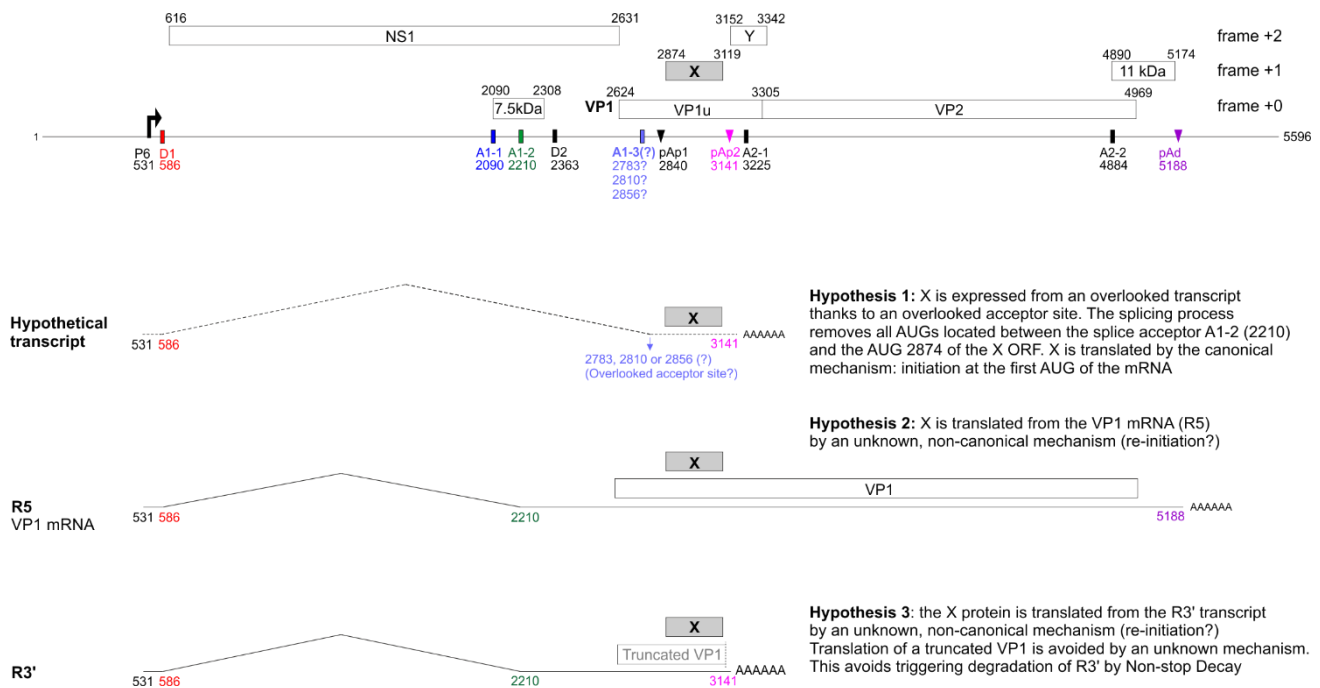 616 2631 3152 3342
NS1 Y frame +2
2874 3119 4890 5174
X 11 kDa frame +1
2090 2308 2624 3305 4969
7.5kDa VP1 VP1u VP2 frame +0
1 5596
P6 D1 A1-1 A1-2 D2 A1-3(?) pAp1 pAp2 A2-1 A2-2 pAd
531 586 2090 2210 2363 2783? 2840 3141 3225 4884 5188
2810?
2856?
Hypothetical
transcript
X
AAAAAA
531 586 3141
2783, 2810 or 2856 (?)
(Overlooked acceptor site?)
Hypothesis 1: X is expressed from an overlooked transcript
thanks to an overlooked acceptor site. The splicing process
removes all AUGs located between the splice acceptor A1-2 (2210)
and the AUG 2874 of the X ORF. X is translated by the canonical
mechanism: initiation at the first AUG of the mRNA
Hypothesis 2: X is translated from the VP1 mRNA (R5)
by an unknown, non-canonical mechanism (re-initiation?)
X
VP1
R5
VP1 mRNA
531 586 2210 5188 AAAAAA
Hypothesis 3: the X protein is translated from the R3' transcript
by an unknown, non-canonical mechanism (re-initiation?)
Translation of a truncated VP1 is avoided by an unknown mechanism.
This avoids triggering degradation of R3' by Non-stop Decay
X
Truncated VP1
AAAAAA
R3'
531 586 2210 3141